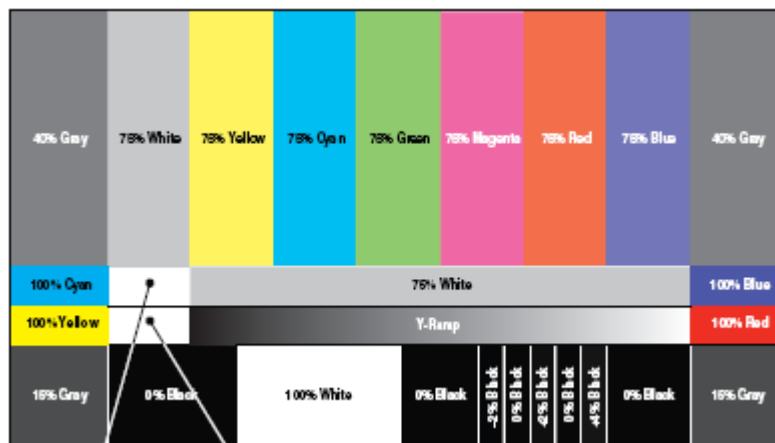 40% Gray
75% White
75% Yellow
75% Cyan
75% Green
75% Magenta
75% Red
75% Blue
40% Gray
100% Cyan
75% White
100% Blue
100% Yellow
Y-Ramp
100% Red
15% Gray
0% Black
100% White
0% Black
-2% Black
0% Black
+2% Black
0% Black
+4% Black
0% Black
15% Gray